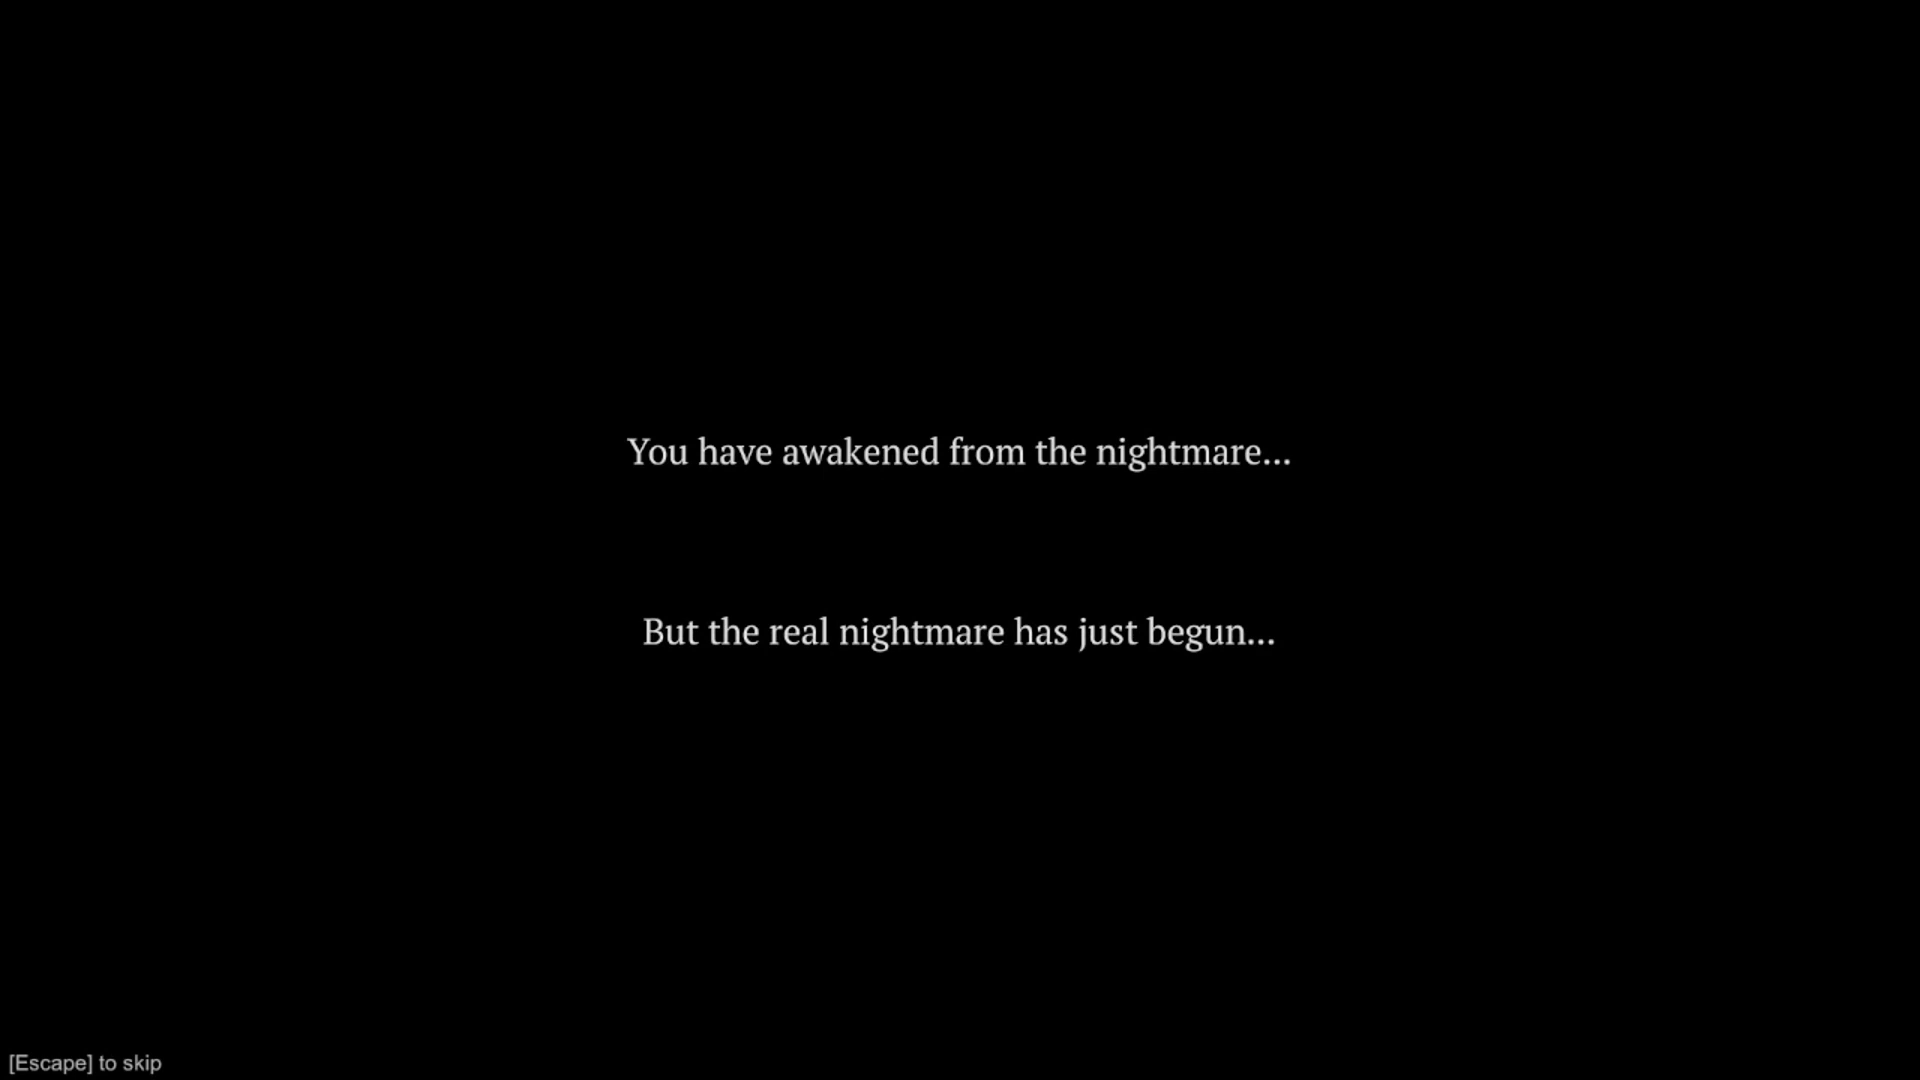 You have awakened from the nightmare...
But the real nightmare has just begun...
[Escape] to skip